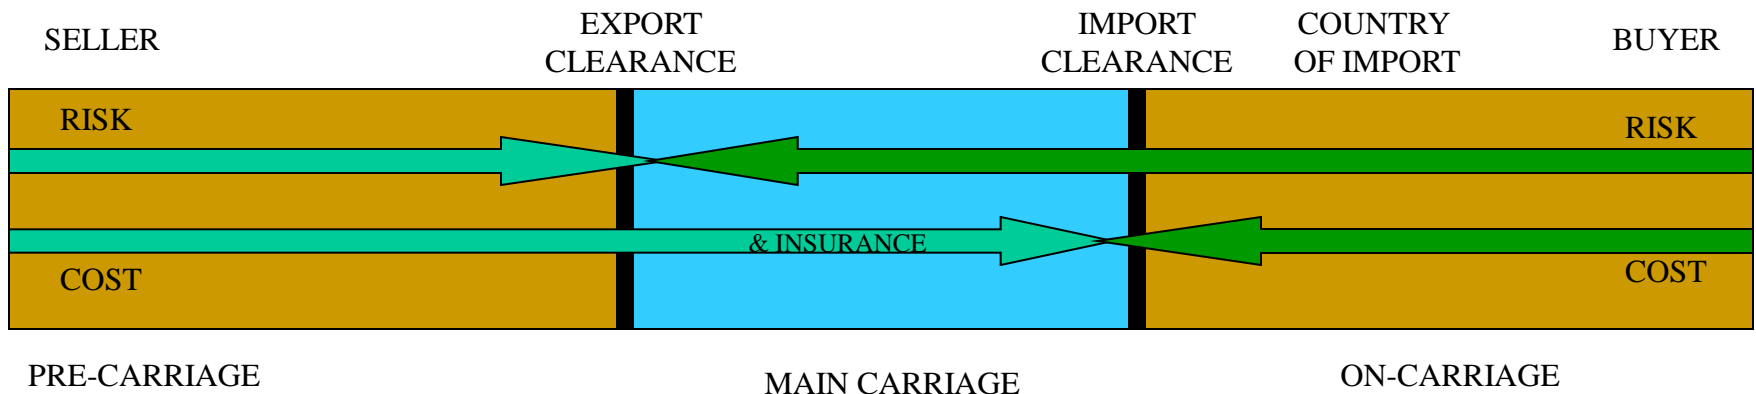 SELLER
EXPORT
CLEARANCE
IMPORT
CLEARANCE
COUNTRY
OF IMPORT
BUYER
RISK
RISK
& INSURANCE
COST
COST
PRE-CARRIAGE
MAIN CARRIAGE
ON-CARRIAGE